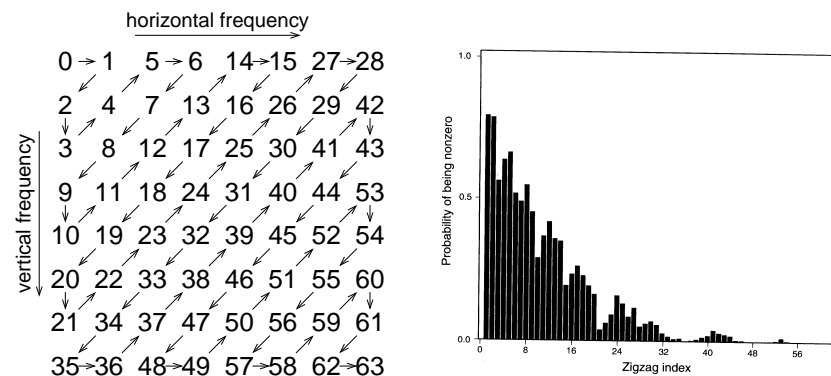 horizontal frequency
vertical frequency
0 1 5 6 14 15 27 28
2 4 7 13 16 26 29 42
3 8 12 17 25 30 41 43
9 11 18 24 31 40 44 53
10 19 23 32 39 45 52 54
20 22 33 38 46 51 55 60
21 34 37 47 50 56 59 61
35 36 48 49 57 58 62 63
Probability of being nonzero
1.0
0.5
0.0
0 8 16 24 32 40 48 56
Zigzag index